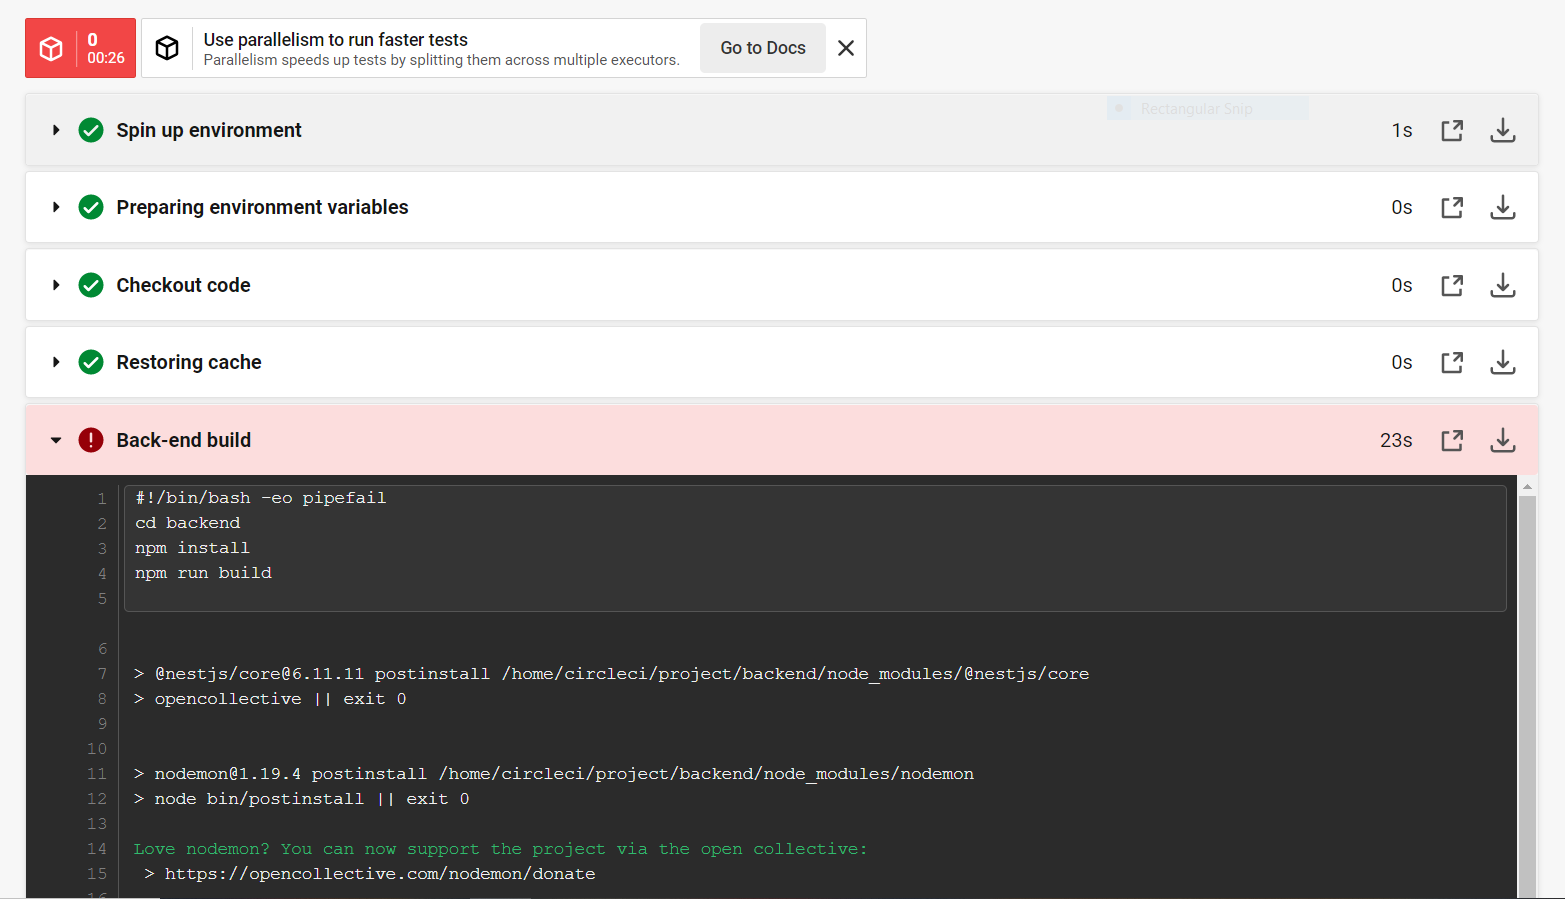 0
00:26
Use parallelism to run faster tests
Parallelism speeds up tests by splitting them across multiple executors.
Go to Docs
Rectangular Snip
Spin up environment 1s
Preparing environment variables 0s
Checkout code 0s
Restoring cache 0s
Back-end build 23s
1 #!/bin/bash -eo pipefail
2 cd backend
3 npm install
4 npm run build
5
6
7 > @nestjs/core@6.11.11 postinstall /home/circleci/project/backend/node_modules/@nestjs/core
8 > opencollective || exit 0
9
10
11 > nodemon@1.19.4 postinstall /home/circleci/project/backend/node_modules/nodemon
12 > node bin/postinstall || exit 0
13
14 Love nodemon? You can now support the project via the open collective:
15 > https://opencollective.com/nodemon/donate
16